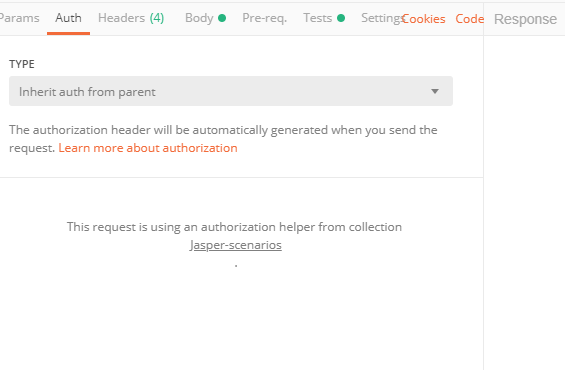 Params Auth Headers (4) Body Pre-req. Tests Settings Cookies Code Response
TYPE
Inherit auth from parent
The authorization header will be automatically generated when you send the
request. Learn more about authorization
This request is using an authorization helper from collection
Jasper-scenarios
.